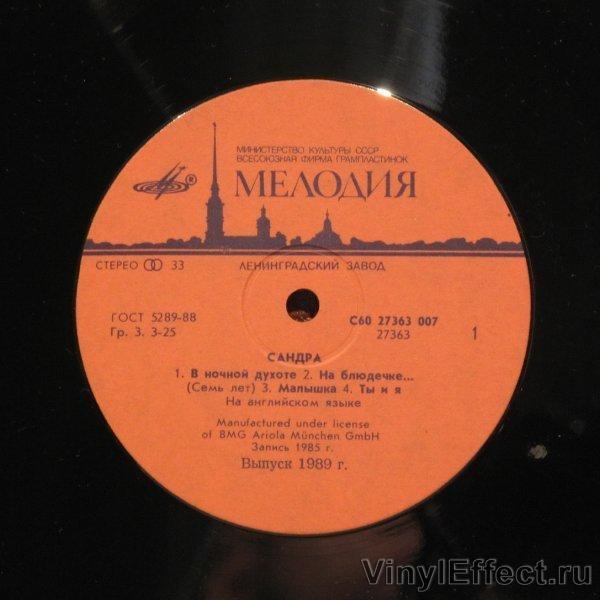 МИНИСТЕРСТВО КУЛЬТУРЫ СССР
ВСЕСОЮЗНАЯ ФИРМА ГРАМПЛАСТИНОК
®
МЕЛОДИЯ
СТЕРЕО 33
ЛЕНИНГРАДСКИЙ ЗАВОД
ГОСТ 5289-88
Гр. 3. 3-25
С60 27363 007
27363
1
САНДРА
1. В ночной духоте 2. На блюдечке...
(Семь лет) 3. Малышка 4. Ты и я
На английском языке
Manufactured under license
of BMG Ariola München GmbH
Запись 1985 г.
Выпуск 1989 г.
VinylEffect.ru